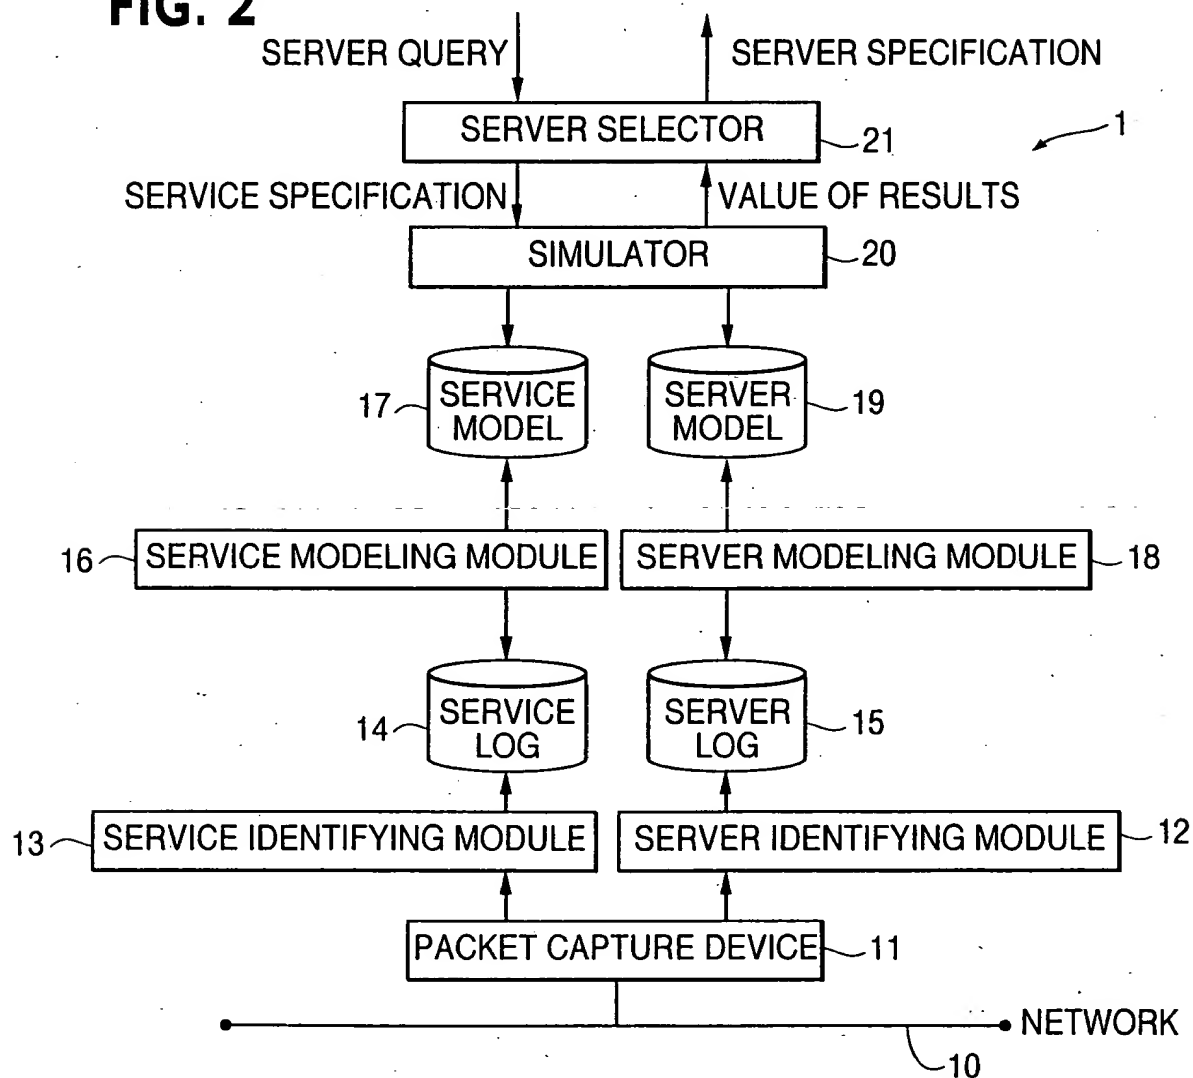 FIG. 2
SERVER QUERY
SERVER SPECIFICATION
SERVER SELECTOR
21
1
SERVICE SPECIFICATION
VALUE OF RESULTS
SIMULATOR
20
17
SERVICE
MODEL
SERVER
MODEL
19
16
SERVICE MODELING MODULE
SERVER MODELING MODULE
18
14
SERVICE
LOG
SERVER
LOG
15
13
SERVICE IDENTIFYING MODULE
SERVER IDENTIFYING MODULE
12
PACKET CAPTURE DEVICE
11
NETWORK
10